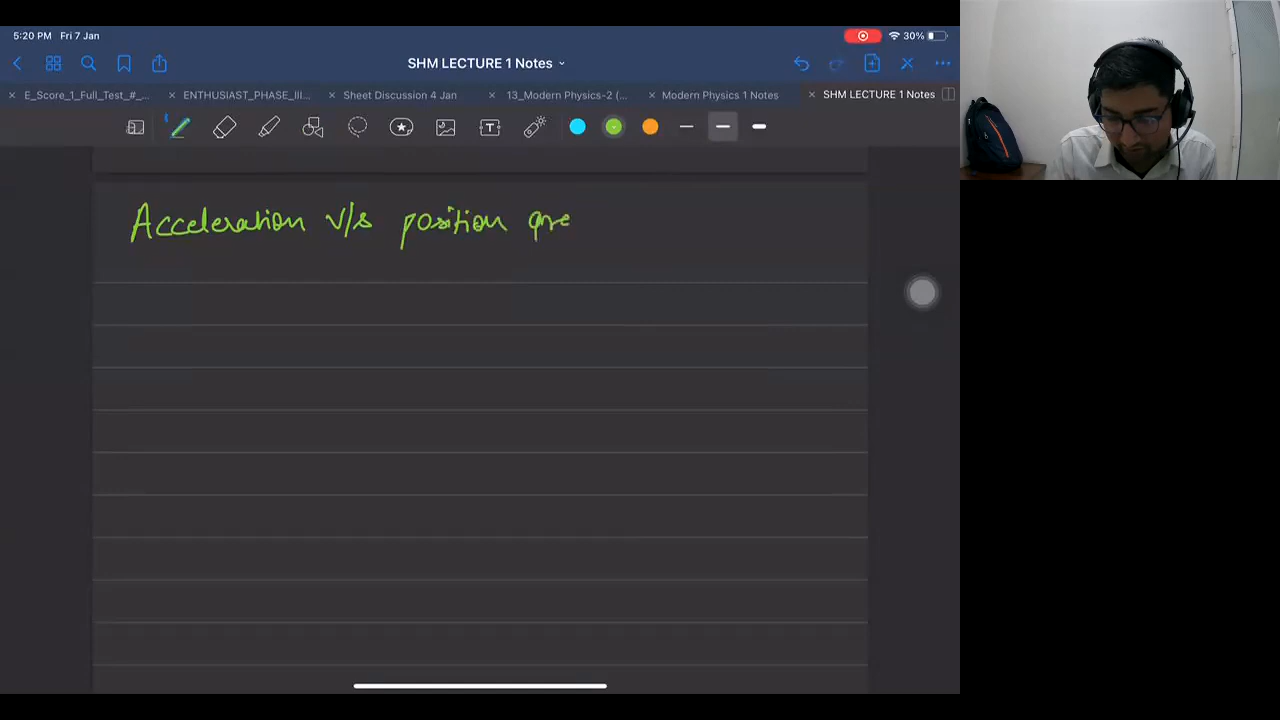 5:20 PM Fri 7 Jan
30%
SHM LECTURE 1 Notes
E_Score_1_Full_Test_#_...
ENTHUSIAST_PHASE_III...
Sheet Discussion 4 Jan
13_Modern Physics-2 (...
Modern Physics 1 Notes
SHM LECTURE 1 Notes
Acceleration v/s position gre